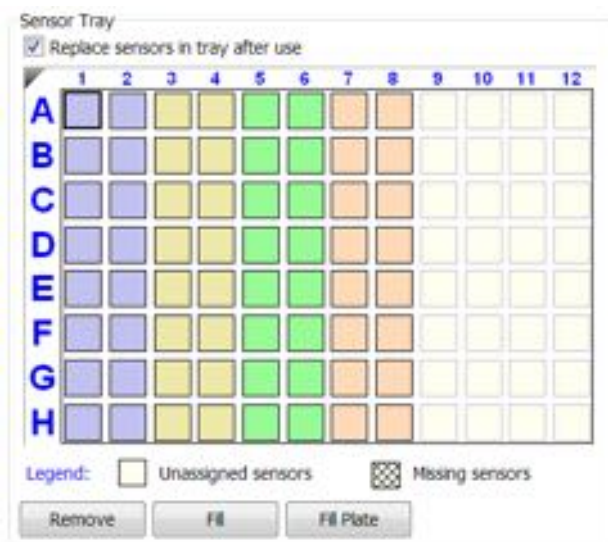 Sensor Tray
Replace sensors in tray after use
1 2 3 4 5 6 7 8 9 10 11 12
A
B
C
D
E
F
G
H
Legend: Unassigned sensors Missing sensors
Remove Fill Fill Plate